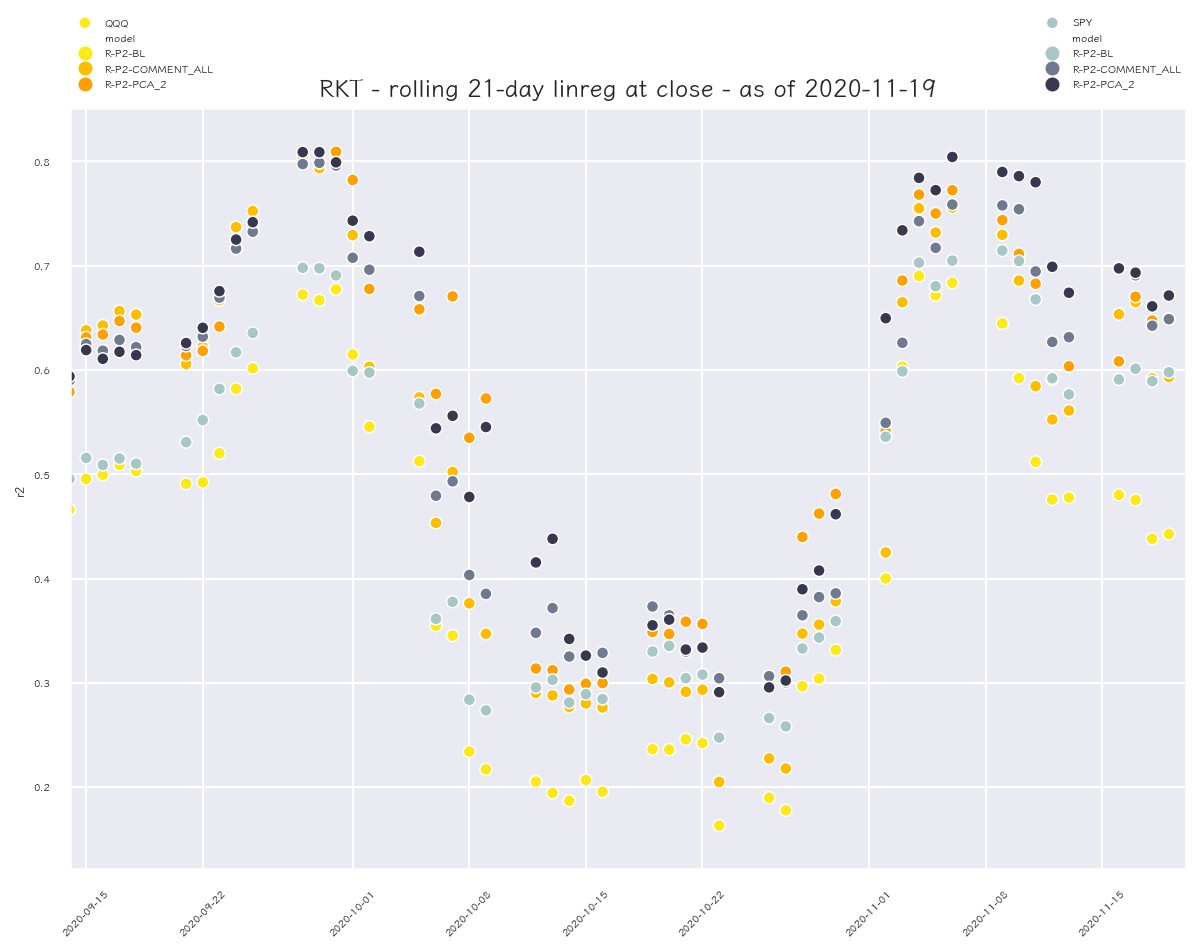 QQQ
model
R-P2-BL
R-P2-COMMENT_ALL
R-P2-PCA_2
SPY
model
R-P2-BL
R-P2-COMMENT_ALL
R-P2-PCA_2
RKT - rolling 21-day linreg at close - as of 2020-11-19
r2
0.8
0.7
0.6
0.5
0.4
0.3
0.2
2020-09-15
2020-09-22
2020-10-01
2020-10-08
2020-10-15
2020-10-22
2020-11-01
2020-11-08
2020-11-15